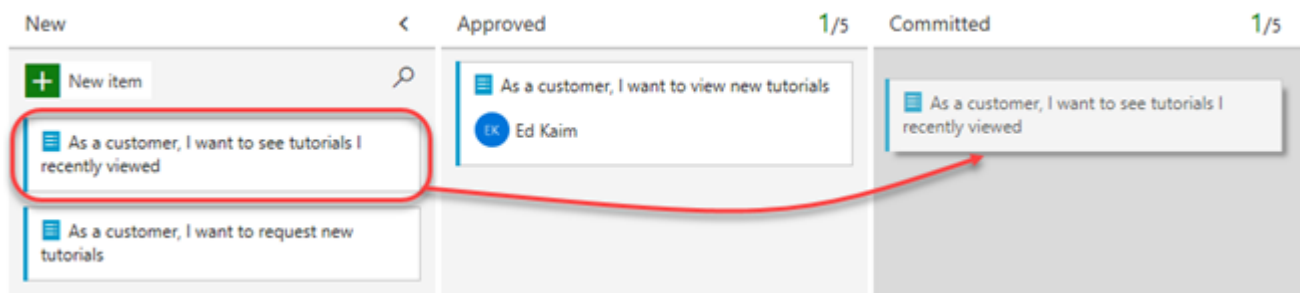 New
Approved
1/5
Committed
1/5
New item
As a customer, I want to see tutorials I
recently viewed
As a customer, I want to request new
tutorials
As a customer, I want to view new tutorials
EK
Ed Kaim
As a customer, I want to see tutorials I
recently viewed